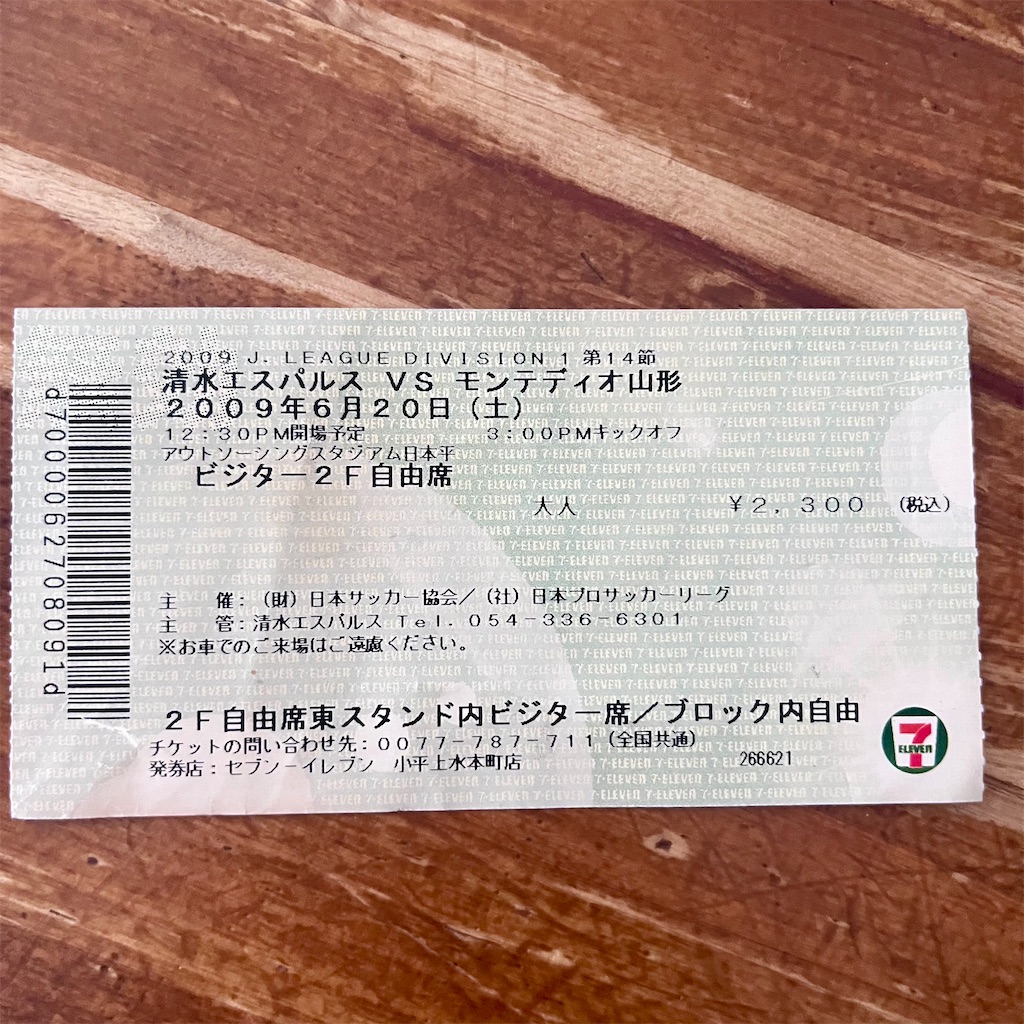 2009 J. LEAGUE DIVISION 1 第14節
清水エスパルス VS モンテディオ山形
2009年6月20日(土)
12:30PM開場予定 3:00PMキックオフ
アウトソーシングスタジアム日本平
ビジター2F自由席
大人 ¥2,300 (税込)
主 催:(財)日本サッカー協会/(社)日本プロサッカーリーグ
主 管:清水エスパルス Tel.054-336-6301
※お車でのご来場はご遠慮ください。
2F自由席東スタンド内ビジター席/ブロック内自由
チケットの問い合わせ先:0077-787-711(全国共通)
発券店:セブン-イレブン 小平上水本町店 266621
7 ELEVEN
d700062708091d